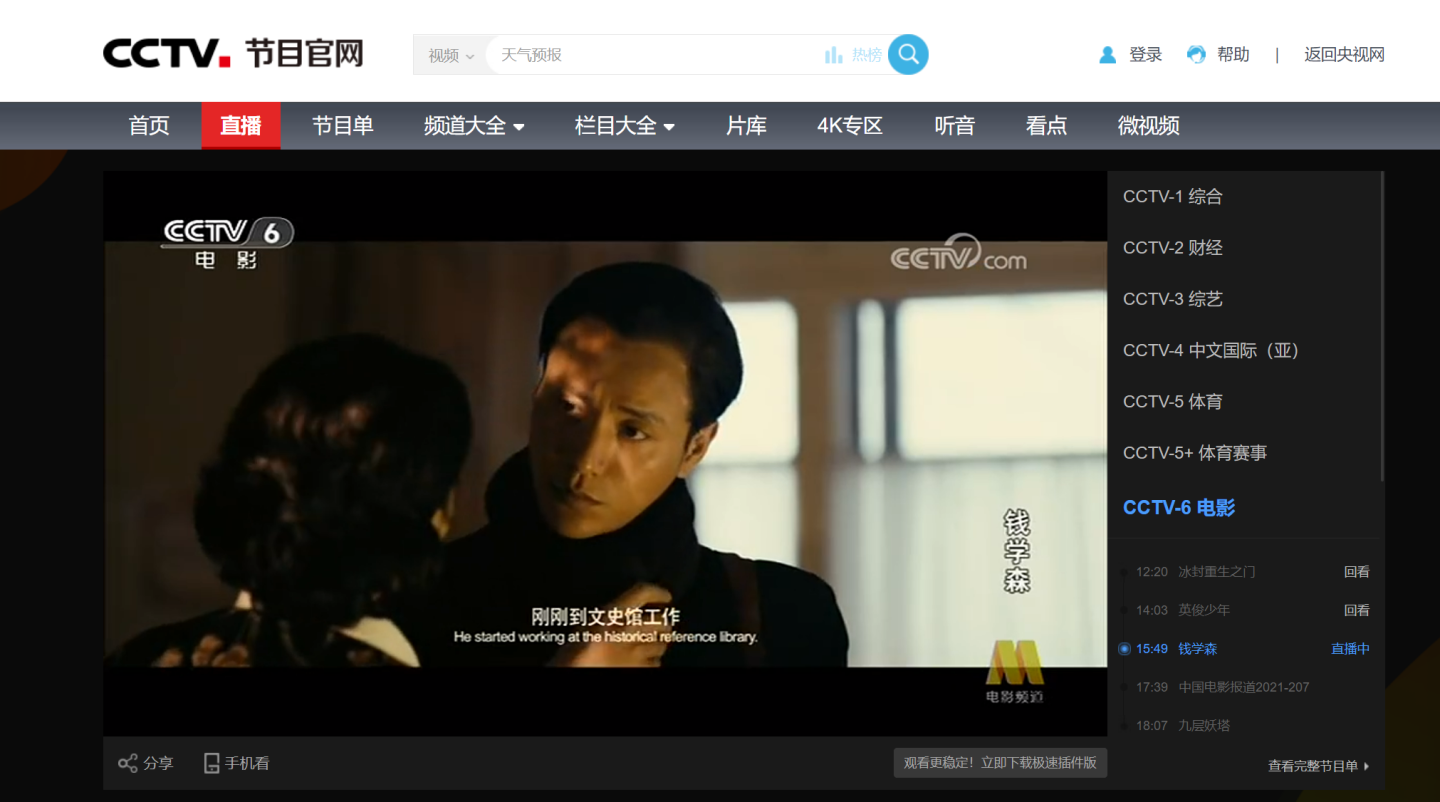 CCTV. 节目官网
视频
天气预报
热榜
登录
帮助
|
返回央视网
首页
直播
节目单
频道大全
栏目大全
片库
4K专区
听音
看点
微视频
CCTV 6
电影
CCTV com
钱学森
刚刚到文史馆工作
He started working at the historical reference library.
电影频道
分享
手机看
观看更稳定！立即下载极速插件版
CCTV-1 综合
CCTV-2 财经
CCTV-3 综艺
CCTV-4 中文国际（亚）
CCTV-5 体育
CCTV-5+ 体育赛事
CCTV-6 电影
12:20 冰封重生之门 回看
14:03 英俊少年 回看
15:49 钱学森 直播中
17:39 中国电影报道2021-207
18:07 九层妖塔
查看完整节目单